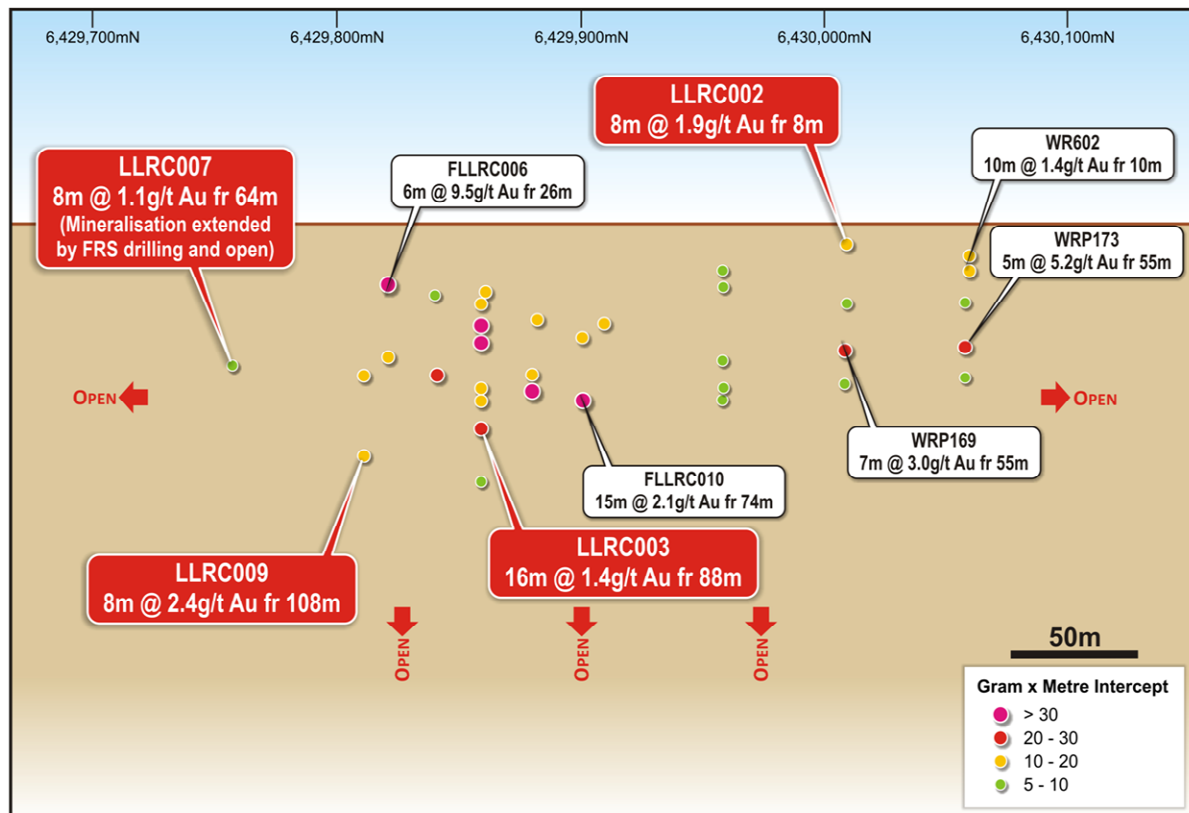 6,429,700mN
6,429,800mN
6,429,900mN
6,430,000mN
6,430,100mN
LLRC002
8m @ 1.9g/t Au fr 8m
WR602
10m @ 1.4g/t Au fr 10m
LLRC007
8m @ 1.1g/t Au fr 64m
(Mineralisation extended
by FRS drilling and open)
FLLRC006
6m @ 9.5g/t Au fr 26m
WRP173
5m @ 5.2g/t Au fr 55m
OPEN
OPEN
WRP169
7m @ 3.0g/t Au fr 55m
FLLRC010
15m @ 2.1g/t Au fr 74m
LLRC003
16m @ 1.4g/t Au fr 88m
LLRC009
8m @ 2.4g/t Au fr 108m
OPEN
OPEN
OPEN
50m
Gram x Metre Intercept
> 30
20 - 30
10 - 20
5 - 10